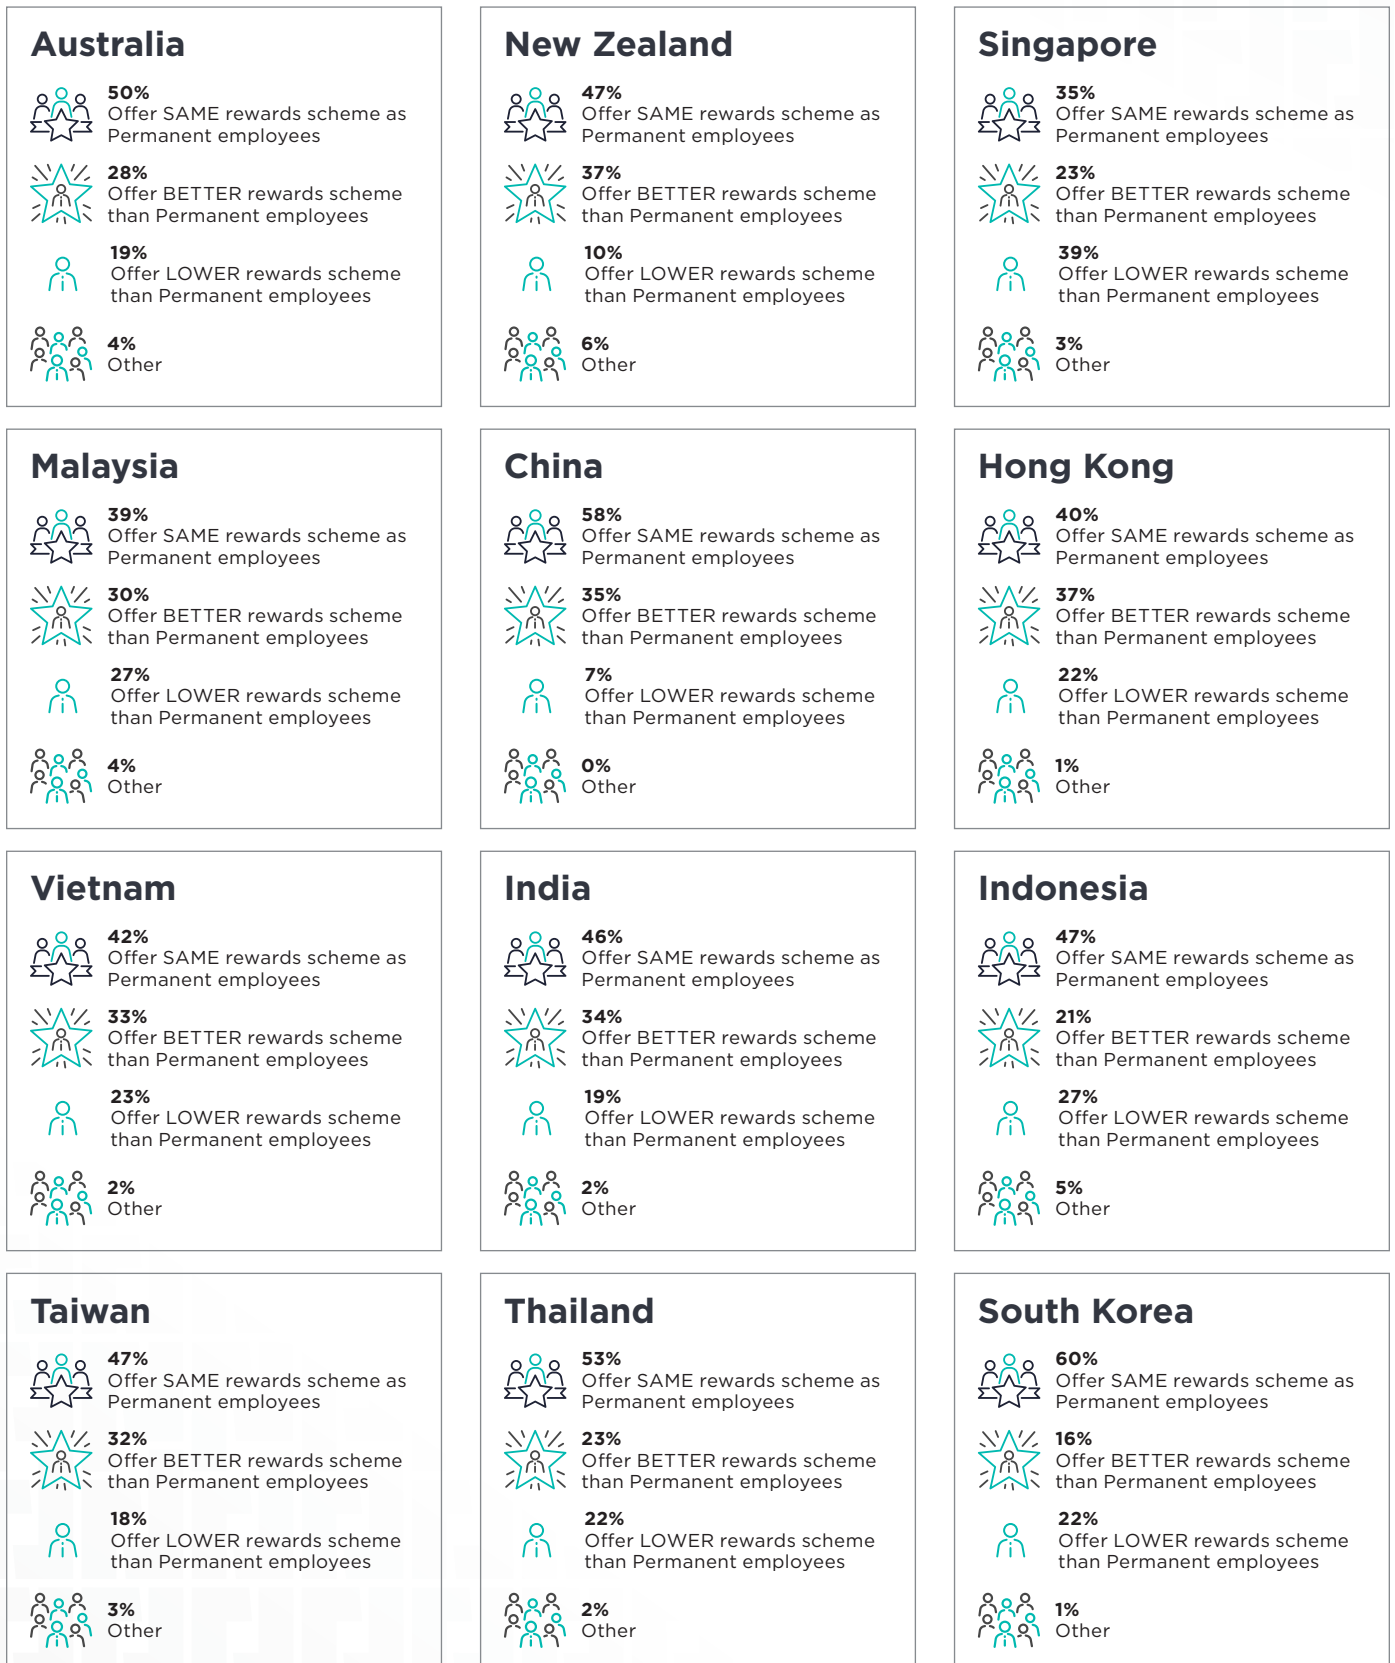 Australia
50%
Offer SAME rewards scheme as
Permanent employees
28%
Offer BETTER rewards scheme
than Permanent employees
19%
Offer LOWER rewards scheme
than Permanent employees
4%
Other
New Zealand
47%
Offer SAME rewards scheme as
Permanent employees
37%
Offer BETTER rewards scheme
than Permanent employees
10%
Offer LOWER rewards scheme
than Permanent employees
6%
Other
Singapore
35%
Offer SAME rewards scheme as
Permanent employees
23%
Offer BETTER rewards scheme
than Permanent employees
39%
Offer LOWER rewards scheme
than Permanent employees
3%
Other
Malaysia
39%
Offer SAME rewards scheme as
Permanent employees
30%
Offer BETTER rewards scheme
than Permanent employees
27%
Offer LOWER rewards scheme
than Permanent employees
4%
Other
China
58%
Offer SAME rewards scheme as
Permanent employees
35%
Offer BETTER rewards scheme
than Permanent employees
7%
Offer LOWER rewards scheme
than Permanent employees
0%
Other
Hong Kong
40%
Offer SAME rewards scheme as
Permanent employees
37%
Offer BETTER rewards scheme
than Permanent employees
22%
Offer LOWER rewards scheme
than Permanent employees
1%
Other
Vietnam
42%
Offer SAME rewards scheme as
Permanent employees
33%
Offer BETTER rewards scheme
than Permanent employees
23%
Offer LOWER rewards scheme
than Permanent employees
2%
Other
India
46%
Offer SAME rewards scheme as
Permanent employees
34%
Offer BETTER rewards scheme
than Permanent employees
19%
Offer LOWER rewards scheme
than Permanent employees
2%
Other
Indonesia
47%
Offer SAME rewards scheme as
Permanent employees
21%
Offer BETTER rewards scheme
than Permanent employees
27%
Offer LOWER rewards scheme
than Permanent employees
5%
Other
Taiwan
47%
Offer SAME rewards scheme as
Permanent employees
32%
Offer BETTER rewards scheme
than Permanent employees
18%
Offer LOWER rewards scheme
than Permanent employees
3%
Other
Thailand
53%
Offer SAME rewards scheme as
Permanent employees
23%
Offer BETTER rewards scheme
than Permanent employees
22%
Offer LOWER rewards scheme
than Permanent employees
2%
Other
South Korea
60%
Offer SAME rewards scheme as
Permanent employees
16%
Offer BETTER rewards scheme
than Permanent employees
22%
Offer LOWER rewards scheme
than Permanent employees
1%
Other